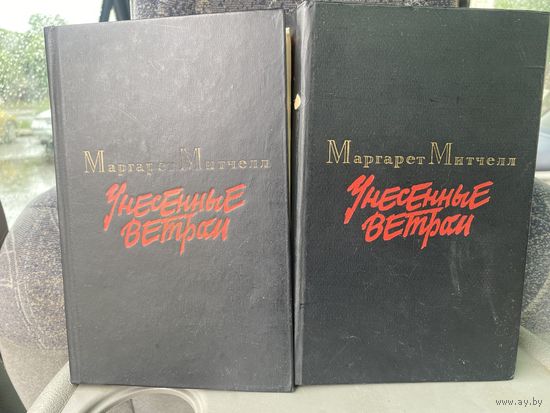 Маргарет Митчелл
Унесенные
ветром
Маргарет Митчелл
Унесенные
ветром
© www.ay.by